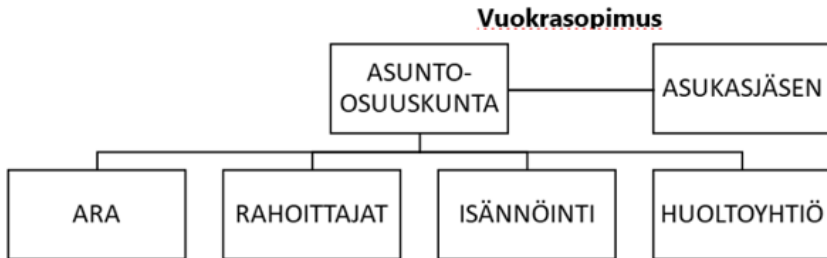 Vuokrasopimus
ASUNTO-
OSUUSKUNTA
ASUKASJÄSEN
ARA
RAHOITTAJAT
ISÄNNÖINTI
HUOLTOYHTIÖ